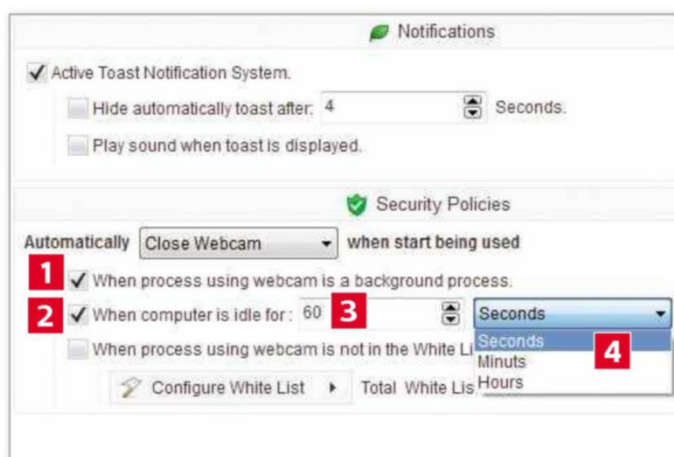 Notifications
Active Toast Notification System.
Hide automatically toast after: 4 Seconds.
Play sound when toast is displayed.
Security Policies
Automatically Close Webcam when start being used
1 When process using webcam is a background process.
2 When computer is idle for : 60 3 Seconds
When process using webcam is not in the White Li Seconds 4
Minuts
Configure White List Total White Lis Hours